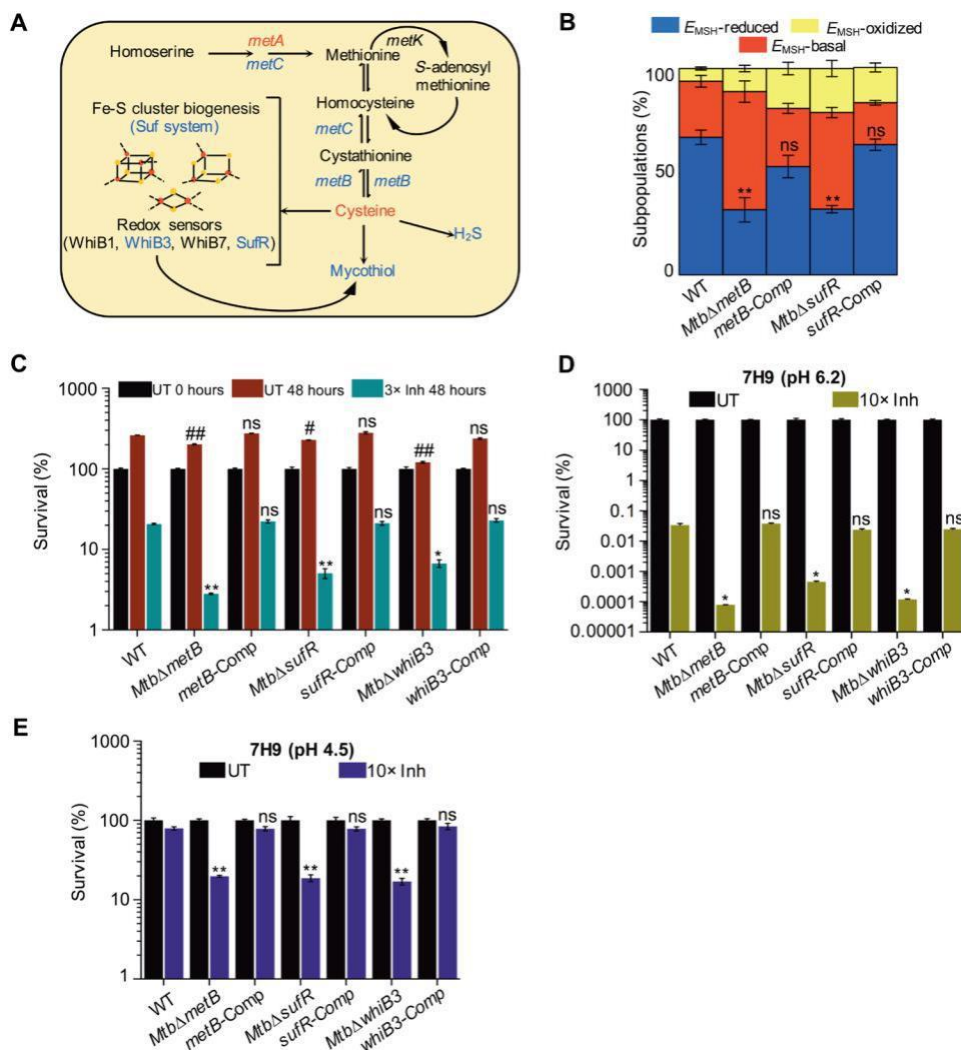 A
Homoserine
metA
metC
Methionine
metK
S-adenosyl
methionine
Homocysteine
metC
Cystathionine
metB
metB
Cysteine
H2S
Mycothiol
Fe-S cluster biogenesis
(Suf system)
Redox sensors
(WhiB1, WhiB3, WhiB7, SufR)
B
EMSH-reduced
EMSH-oxidized
EMSH-basal
Subpopulations (%)
100
50
0
**
ns
**
ns
WT
MtbΔmetB
metB-Comp
MtbΔsufR
sufR-Comp
C
UT 0 hours
UT 48 hours
3× Inh 48 hours
Survival (%)
1000
100
10
1
##
ns
#
ns
##
ns
**
ns
**
ns
*
ns
WT
MtbΔmetB
metB-Comp
MtbΔsufR
sufR-Comp
MtbΔwhiB3
whiB3-Comp
D
7H9 (pH 6.2)
UT
10× Inh
Survival (%)
100
10
1
0.1
0.01
0.001
0.0001
0.00001
*
ns
*
ns
*
ns
WT
MtbΔmetB
metB-Comp
MtbΔsufR
sufR-Comp
MtbΔwhiB3
whiB3-Comp
E
7H9 (pH 4.5)
UT
10× Inh
Survival (%)
1000
100
10
1
**
ns
**
ns
**
ns
WT
MtbΔmetB
metB-Comp
MtbΔsufR
sufR-Comp
MtbΔwhiB3
whiB3-Comp